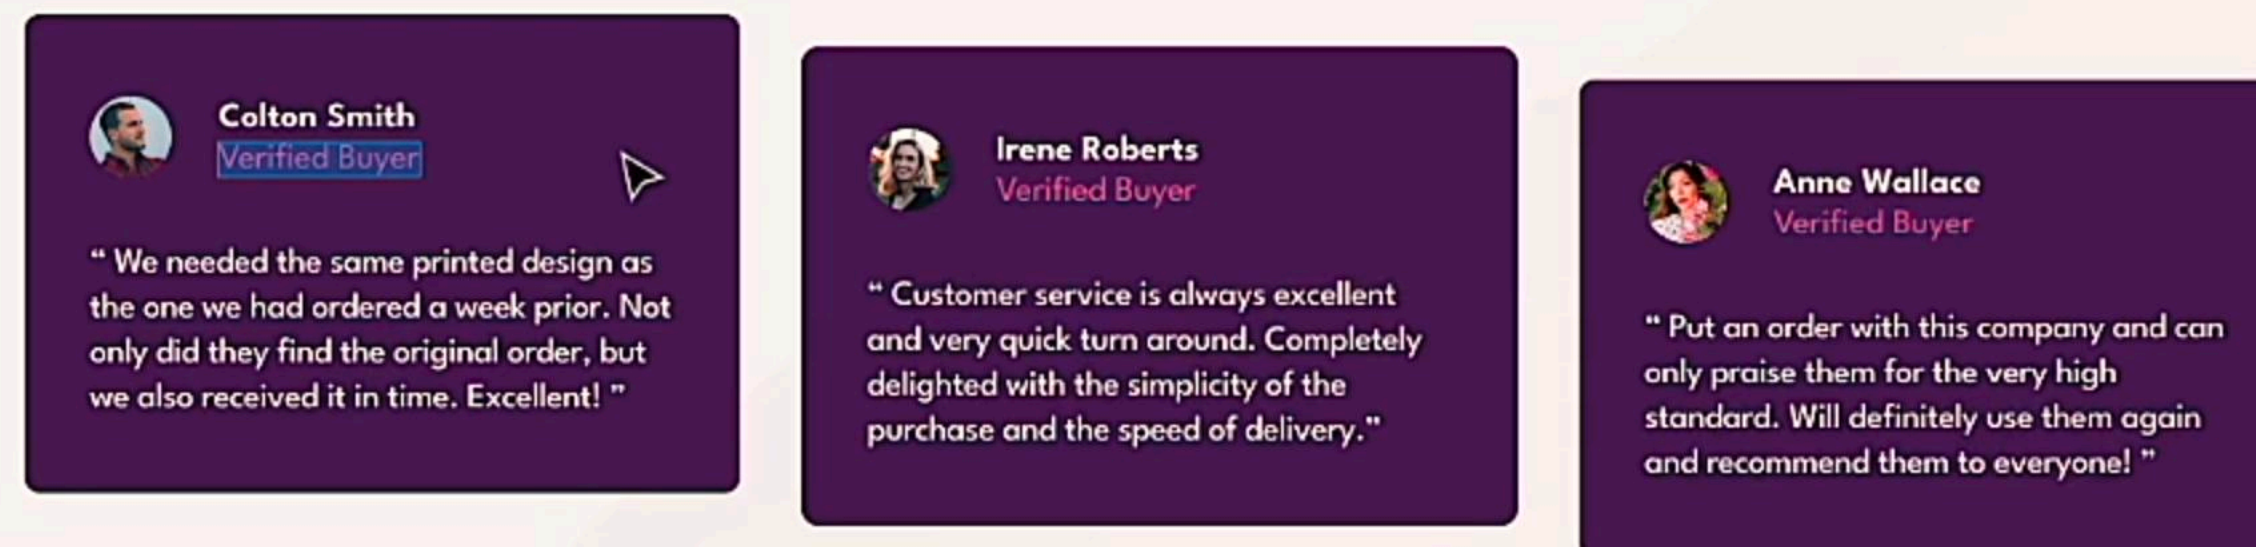 Colton Smith
Verified Buyer
“ We needed the same printed design as
the one we had ordered a week prior. Not
only did they find the original order, but
we also received it in time. Excellent! ”
Irene Roberts
Verified Buyer
“ Customer service is always excellent
and very quick turn around. Completely
delighted with the simplicity of the
purchase and the speed of delivery.”
Anne Wallace
Verified Buyer
“ Put an order with this company and can
only praise them for the very high
standard. Will definitely use them again
and recommend them to everyone! ”